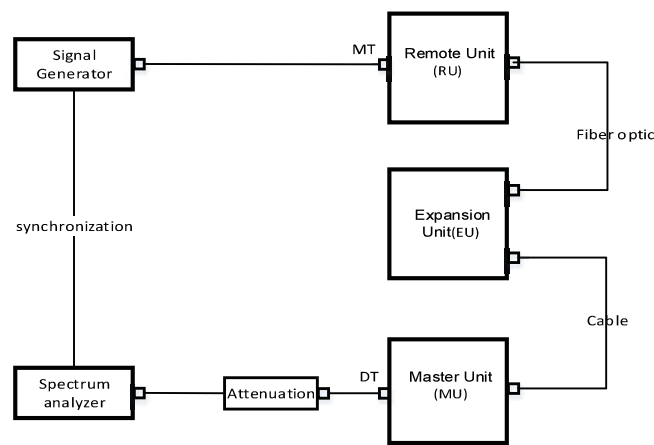 Signal
Generator
MT
Remote Unit
(RU)
Fiber optic
Expansion
Unit(EU)
synchronization
Cable
Spectrum
analyzer
Attenuation
DT
Master Unit
(MU)